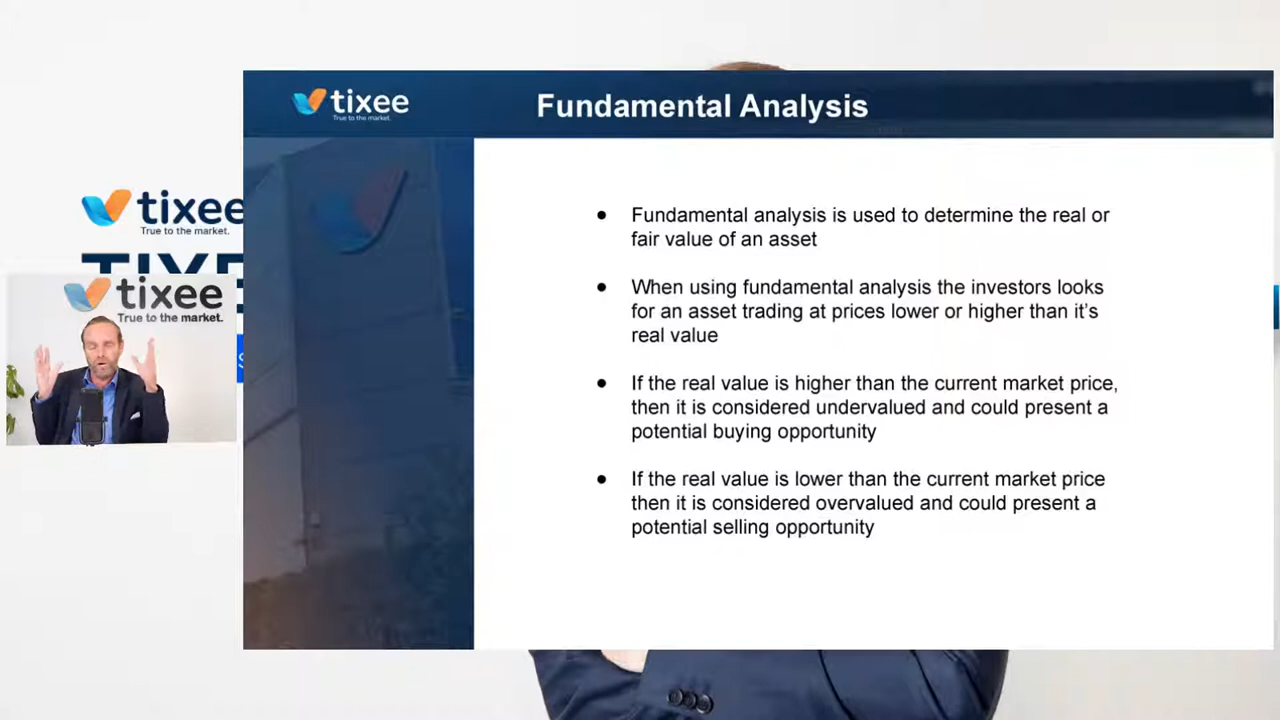 tixee
True to the market.
Fundamental Analysis
tixee
True to the market.
tixee
True to the market.
• Fundamental analysis is used to determine the real or
fair value of an asset
• When using fundamental analysis the investors looks
for an asset trading at prices lower or higher than it's
real value
• If the real value is higher than the current market price,
then it is considered undervalued and could present a
potential buying opportunity
• If the real value is lower than the current market price
then it is considered overvalued and could present a
potential selling opportunity